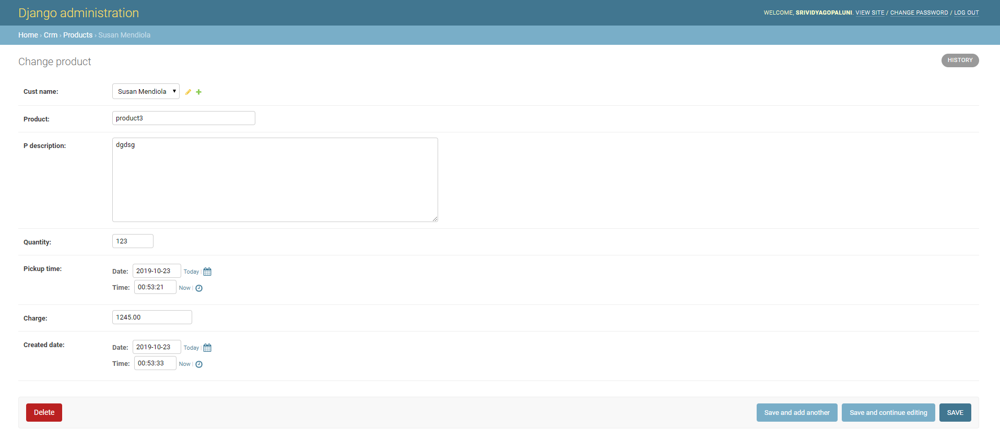 Django administration
WELCOME, SRIVIDYAGOPALUNI. VIEW SITE / CHANGE PASSWORD / LOG OUT
Home › Crm › Products › Susan Mendiola
Change product
HISTORY
Cust name: Susan Mendiola
Product: product3
P description: dgdsg
Quantity: 123
Pickup time: Date: 2019-10-23 Today |
Time: 00:53:21 Now |
Charge: 1245.00
Created date: Date: 2019-10-23 Today |
Time: 00:53:33 Now |
Delete Save and add another Save and continue editing SAVE